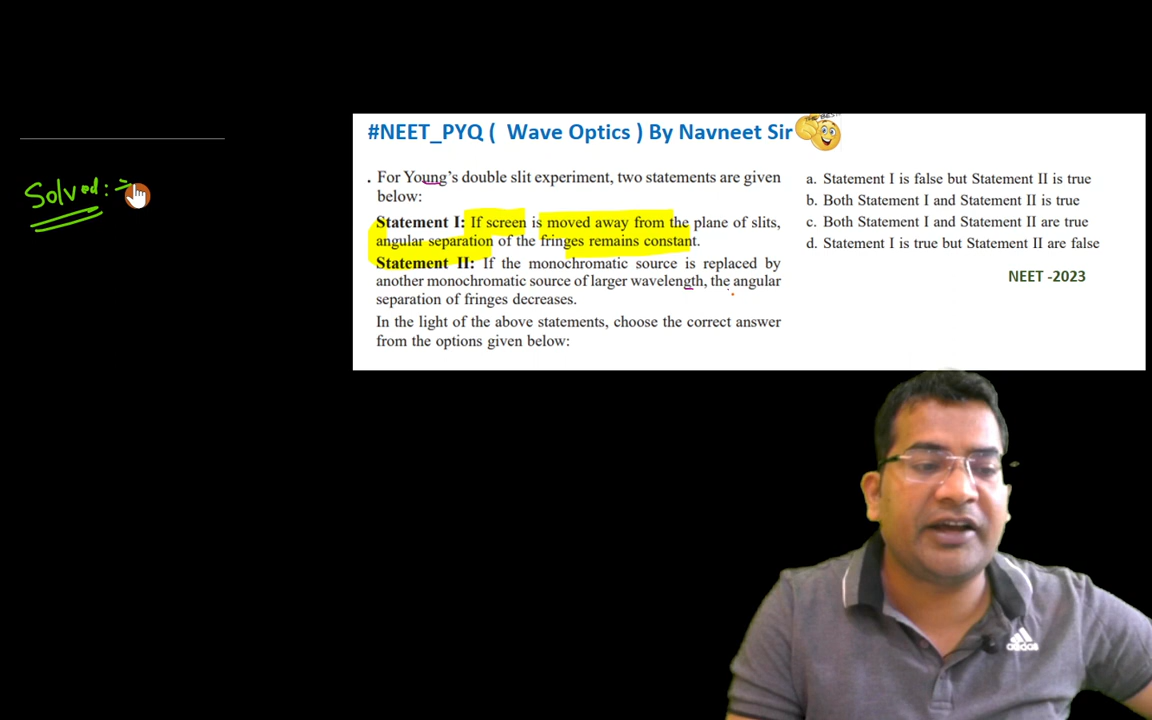 #NEET_PYQ ( Wave Optics ) By Navneet Sir
Solved: ⇒
. For Young's double slit experiment, two statements are given
below:
Statement I: If screen is moved away from the plane of slits,
angular separation of the fringes remains constant.
Statement II: If the monochromatic source is replaced by
another monochromatic source of larger wavelength, the angular
separation of fringes decreases.
In the light of the above statements, choose the correct answer
from the options given below:
a. Statement I is false but Statement II is true
b. Both Statement I and Statement II is true
c. Both Statement I and Statement II are true
d. Statement I is true but Statement II are false
NEET -2023
adidas